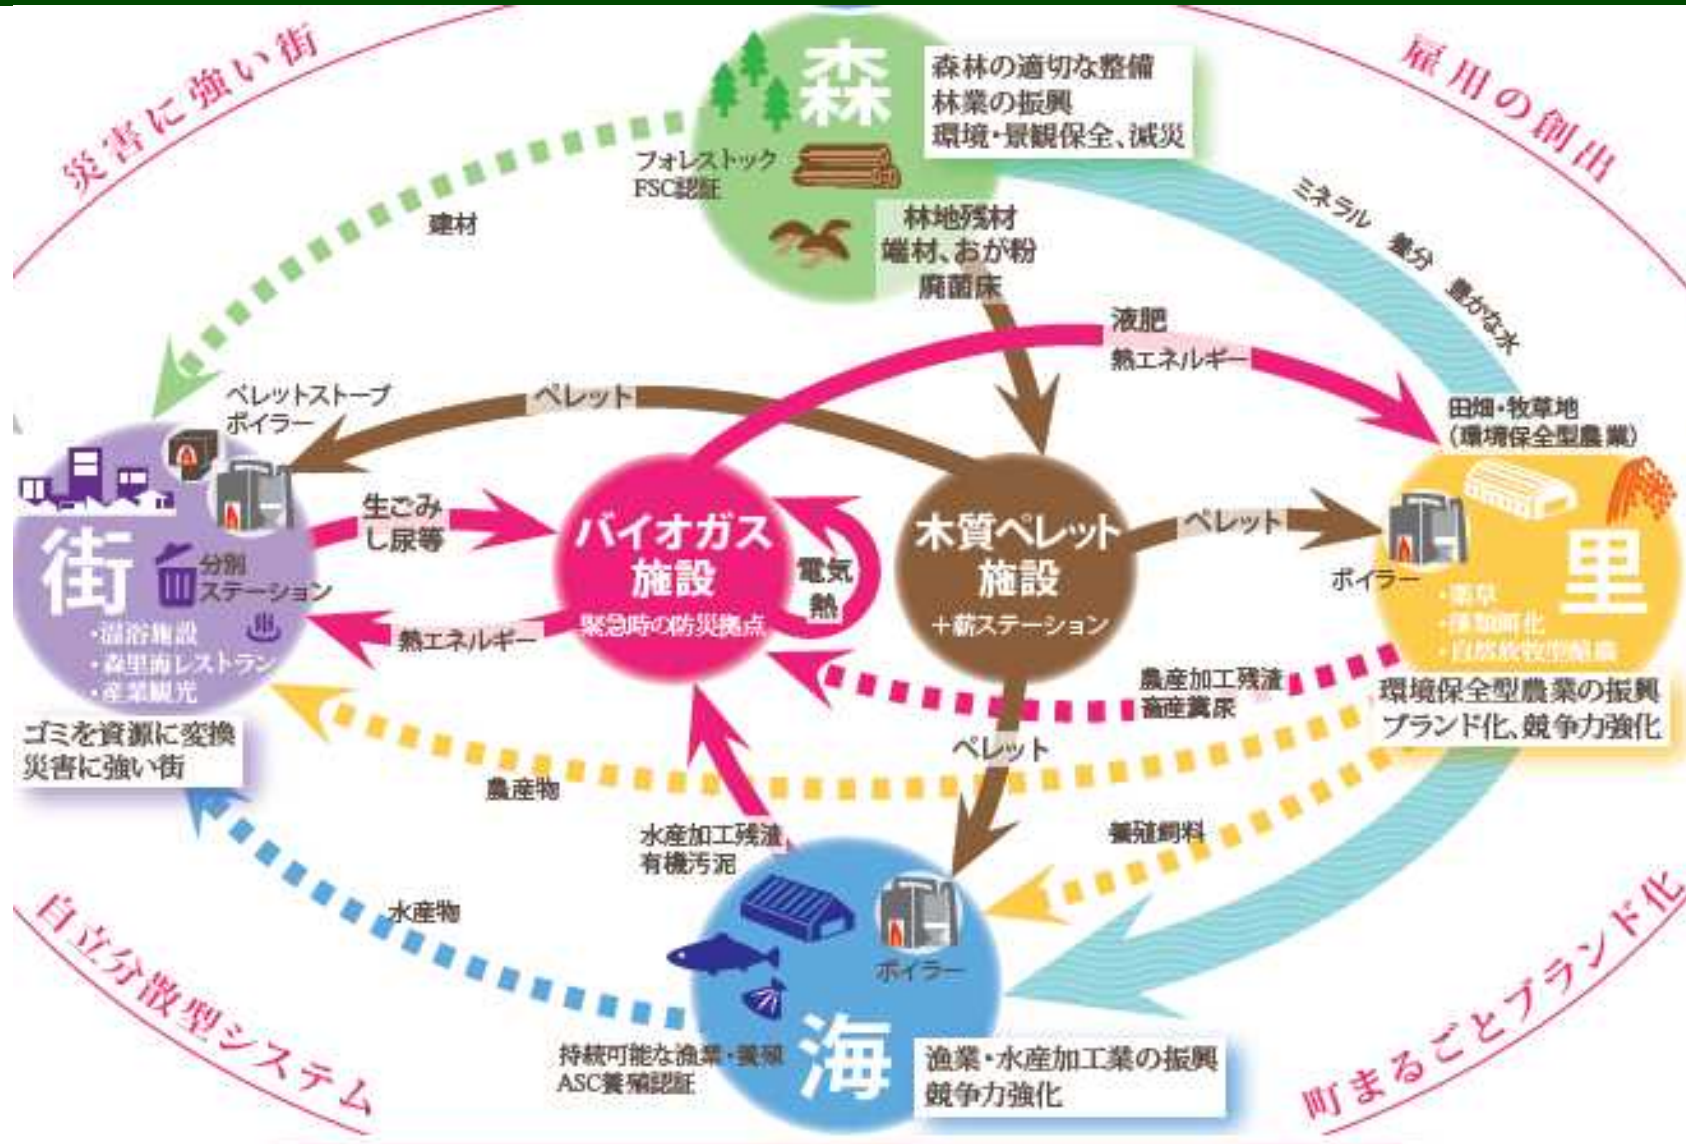 災害に強い街
雇用の創出
森
森林の適切な整備
林業の振興
環境・景観保全、減災
フォレストック
FSC認証
建材
林地残材
端材、おが粉
廃菌床
ミネラル 養分 豊かな水
液肥
熱エネルギー
ペレットストーブ
ボイラー
ペレット
田畑・牧草地
(環境保全型農業)
街
生ごみ
し尿等
分別
ステーション
・温浴施設
・森里海レストラン
・産業観光
熱エネルギー
バイオガス
施設
緊急時の防災拠点
電気
熱
木質ペレット
施設
+薪ステーション
ペレット
ボイラー
里
・薬草
農産加工残渣
畜産糞尿
環境保全型農業の振興
ブランド化、競争力強化
ゴミを資源に変換
災害に強い街
ペレット
農産物
水産加工残渣
有機汚泥
養殖飼料
水産物
ボイラー
海
持続可能な漁業・養殖
ASC養殖認証
漁業・水産加工業の振興
競争力強化
自立分散型システム
町まるごとブランド化